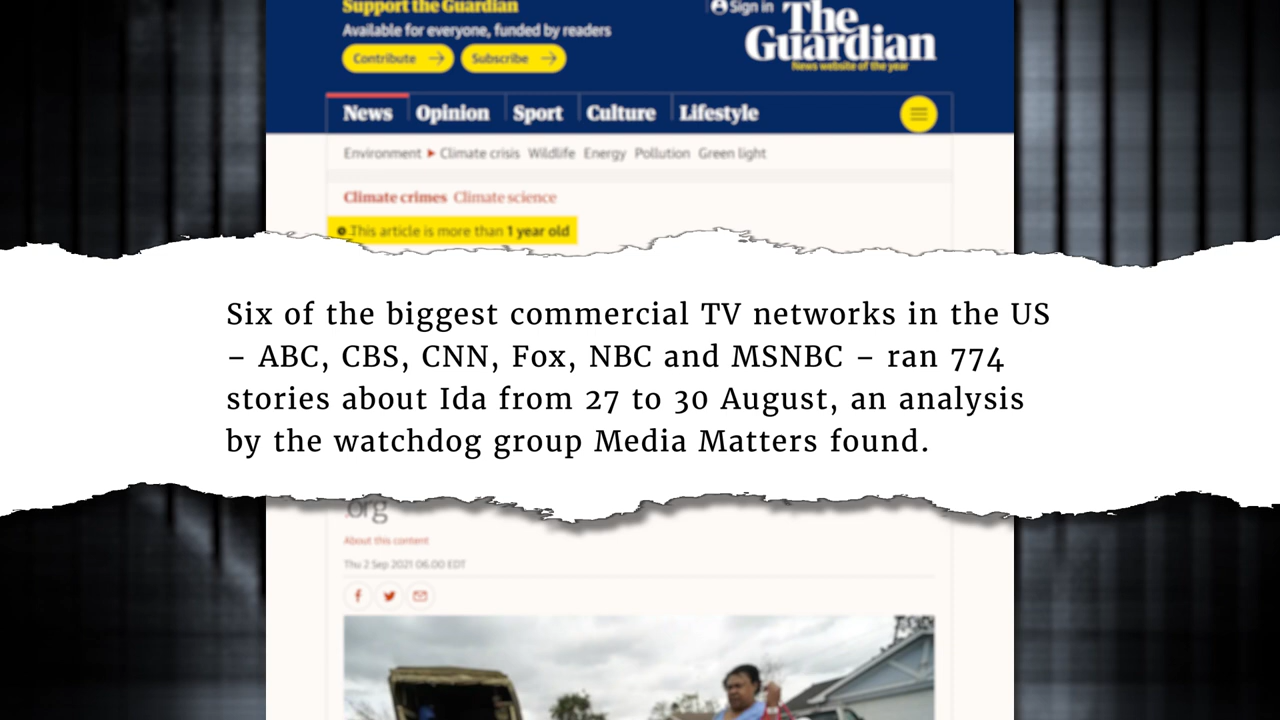 Support the Guardian
Available for everyone, funded by readers
Contribute → Subscribe →
Sign in
The
Guardian
News website of the year
News Opinion Sport Culture Lifestyle
Environment ▸ Climate crisis Wildlife Energy Pollution Green light
Climate crimes Climate science
This article is more than 1 year old
Six of the biggest commercial TV networks in the US
– ABC, CBS, CNN, Fox, NBC and MSNBC – ran 774
stories about Ida from 27 to 30 August, an analysis
by the watchdog group Media Matters found.
.org
About this content
Thu 2 Sep 2021 06.00 EDT